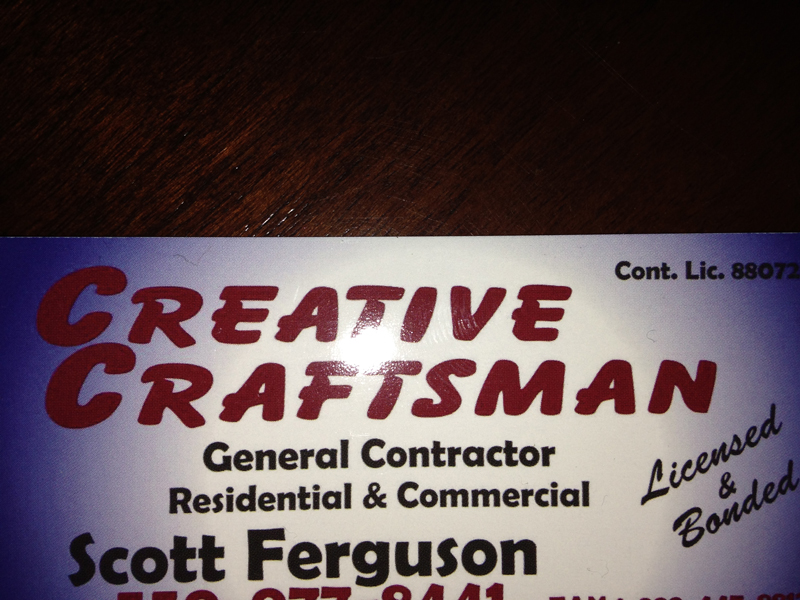 Cont. Lic. 88072
CREATIVE
CRAFTSMAN
General Contractor
Residential & Commercial
Licensed
&
Bonded
Scott Ferguson